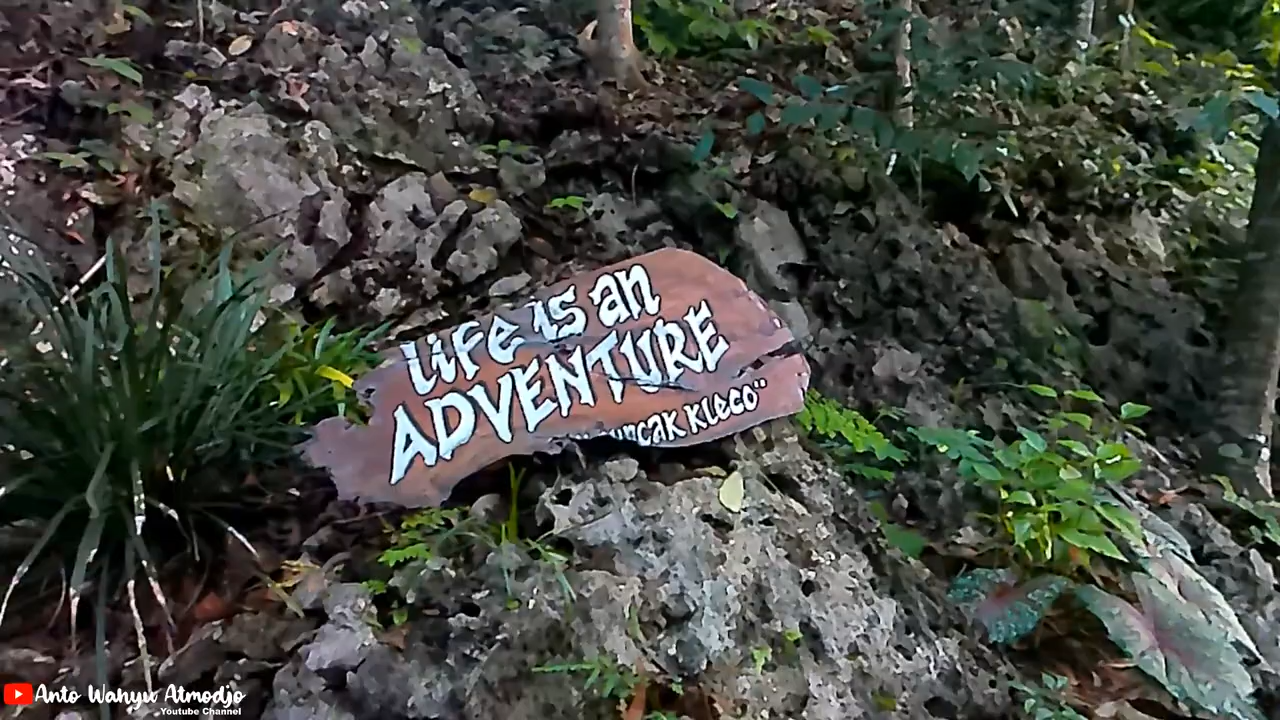 Life is an
ADVENTURE
KLeco"
Anto Wahyu Atmodjo
Youtube Channel